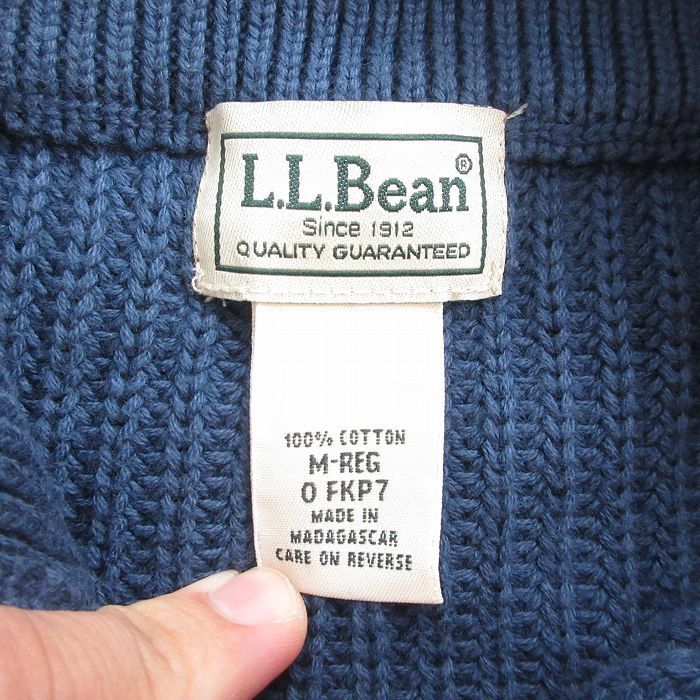 L.L.Bean®
Since 1912
QUALITY GUARANTEED
100% COTTON
M-REG
0 FKP7
MADE IN
MADAGASCAR
CARE ON REVERSE